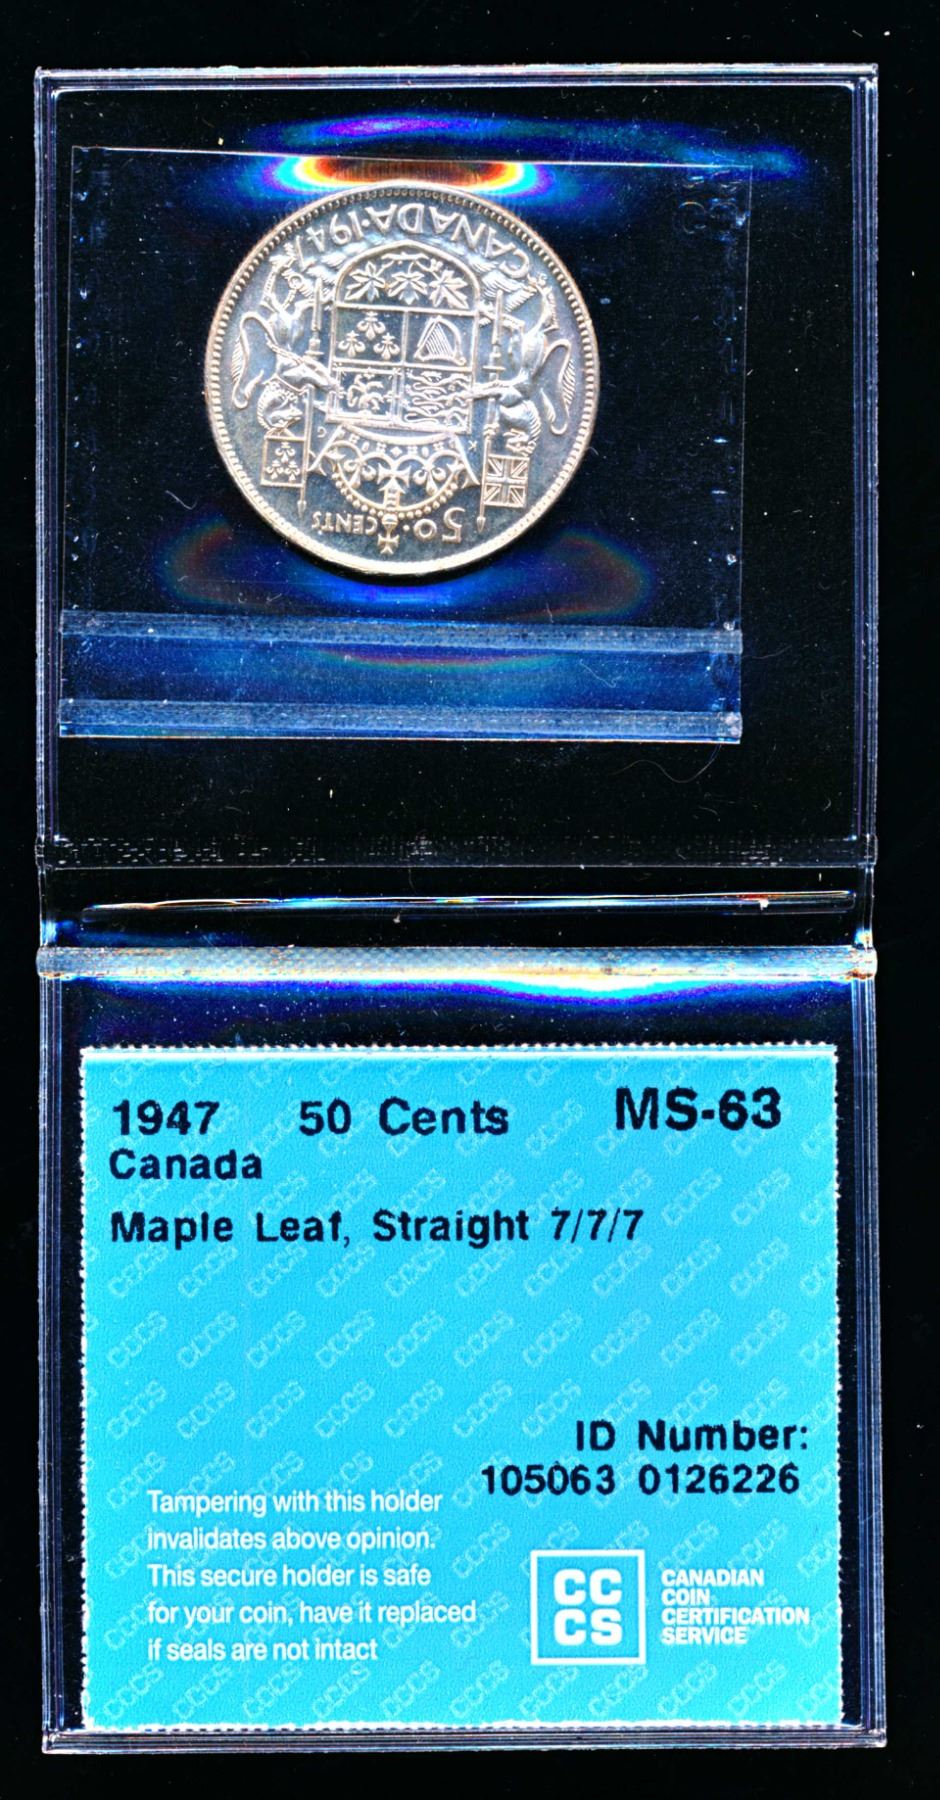 CANADA·1947
50·CENTS
1947 50 Cents MS-63
Canada
Maple Leaf, Straight 7/7/7
ID Number:
105063 0126226
Tampering with this holder
invalidates above opinion.
This secure holder is safe
for your coin, have it replaced
if seals are not intact
CC
CS
CANADIAN
COIN
CERTIFICATION
SERVICE